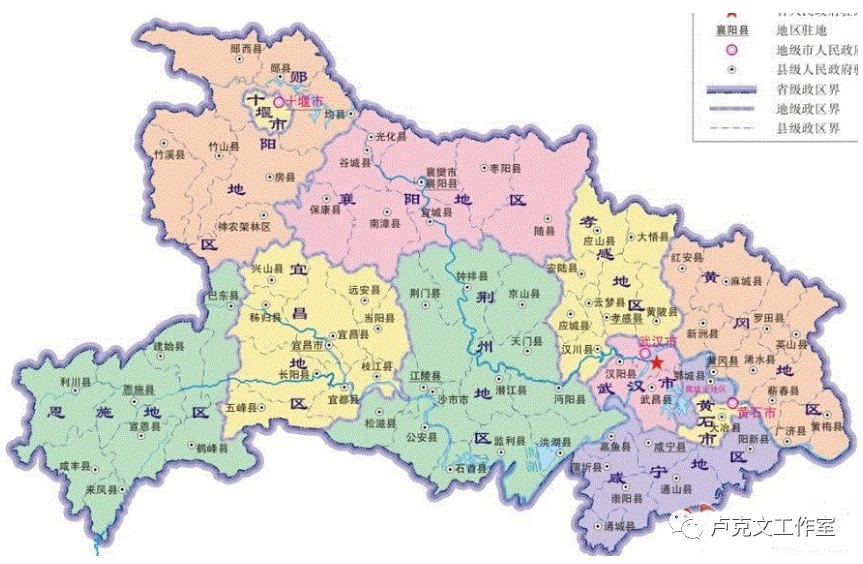 襄阳县 地区驻地
地级市人民政府
县级人民政府驻
省级政区界
地级政区界
县级政区界
郧西县
郧县
郧阳地区
十堰市
十堰市
均县
竹溪县
竹山县
房县
神农架林区
光化县
谷城县
襄樊市
襄阳县
枣阳县
襄阳地区
保康县
南漳县
宜城县
随县
孝感地区
应山县
大悟县
安陆县
云梦县
孝感县
黄陂县
应城县
汉川县
黄冈地区
红安县
麻城县
罗田县
新洲县
英山县
黄冈县
浠水县
蕲春县
广济县
黄梅县
宜昌地区
兴山县
秭归县
远安县
当阳县
宜昌县
宜昌市
长阳县
枝江县
宜都县
五峰县
荆州地区
钟祥县
荆门县
京山县
天门县
江陵县
沙市市
潜江县
沔阳县
松滋县
公安县
监利县
洪湖县
石首县
洪湖
恩施地区
巴东县
建始县
利川县
恩施县
宣恩县
鹤峰县
咸丰县
来凤县
武汉市
武汉市
汉阳县
武昌县
鄂城县
黄石市
黄石市
大冶县
咸宁地区
嘉鱼县
咸宁县
阳新县
蒲圻县
崇阳县
通山县
通城县
卢克文工作室